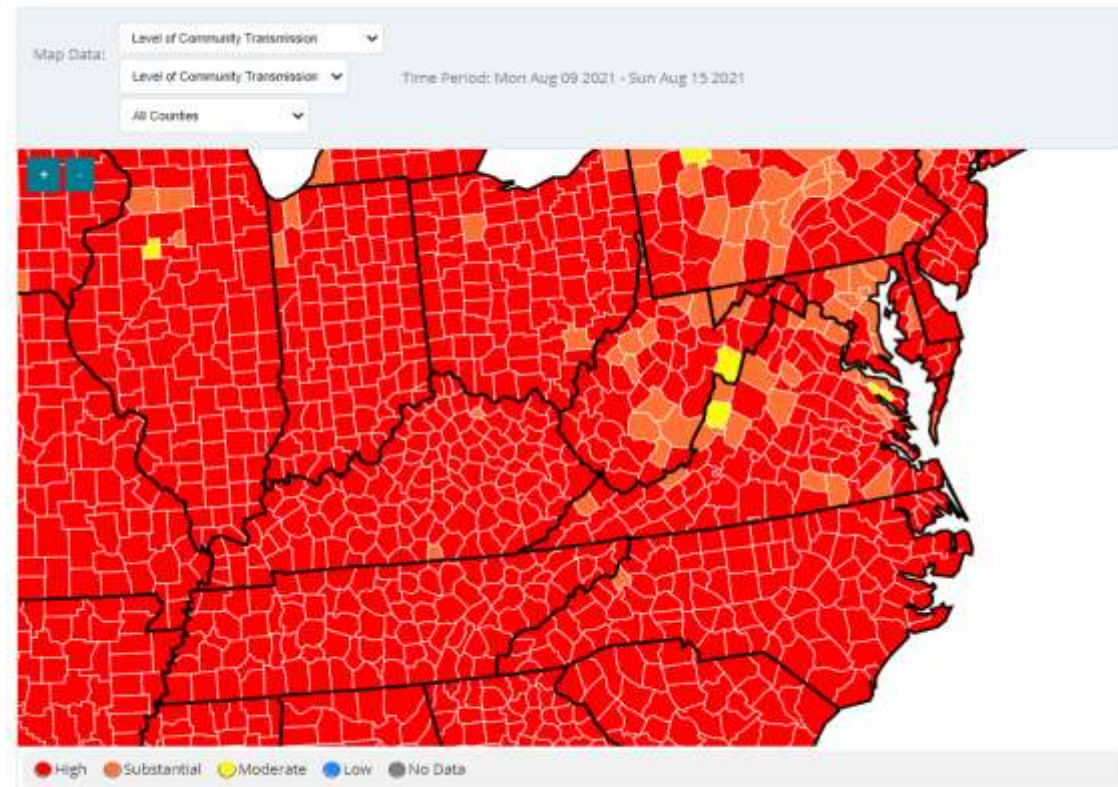 Map Data:
Level of Community Transmission
Level of Community Transmission
Time Period: Mon Aug 09 2021 - Sun Aug 15 2021
All Counties
+ -
High Substantial Moderate Low No Data